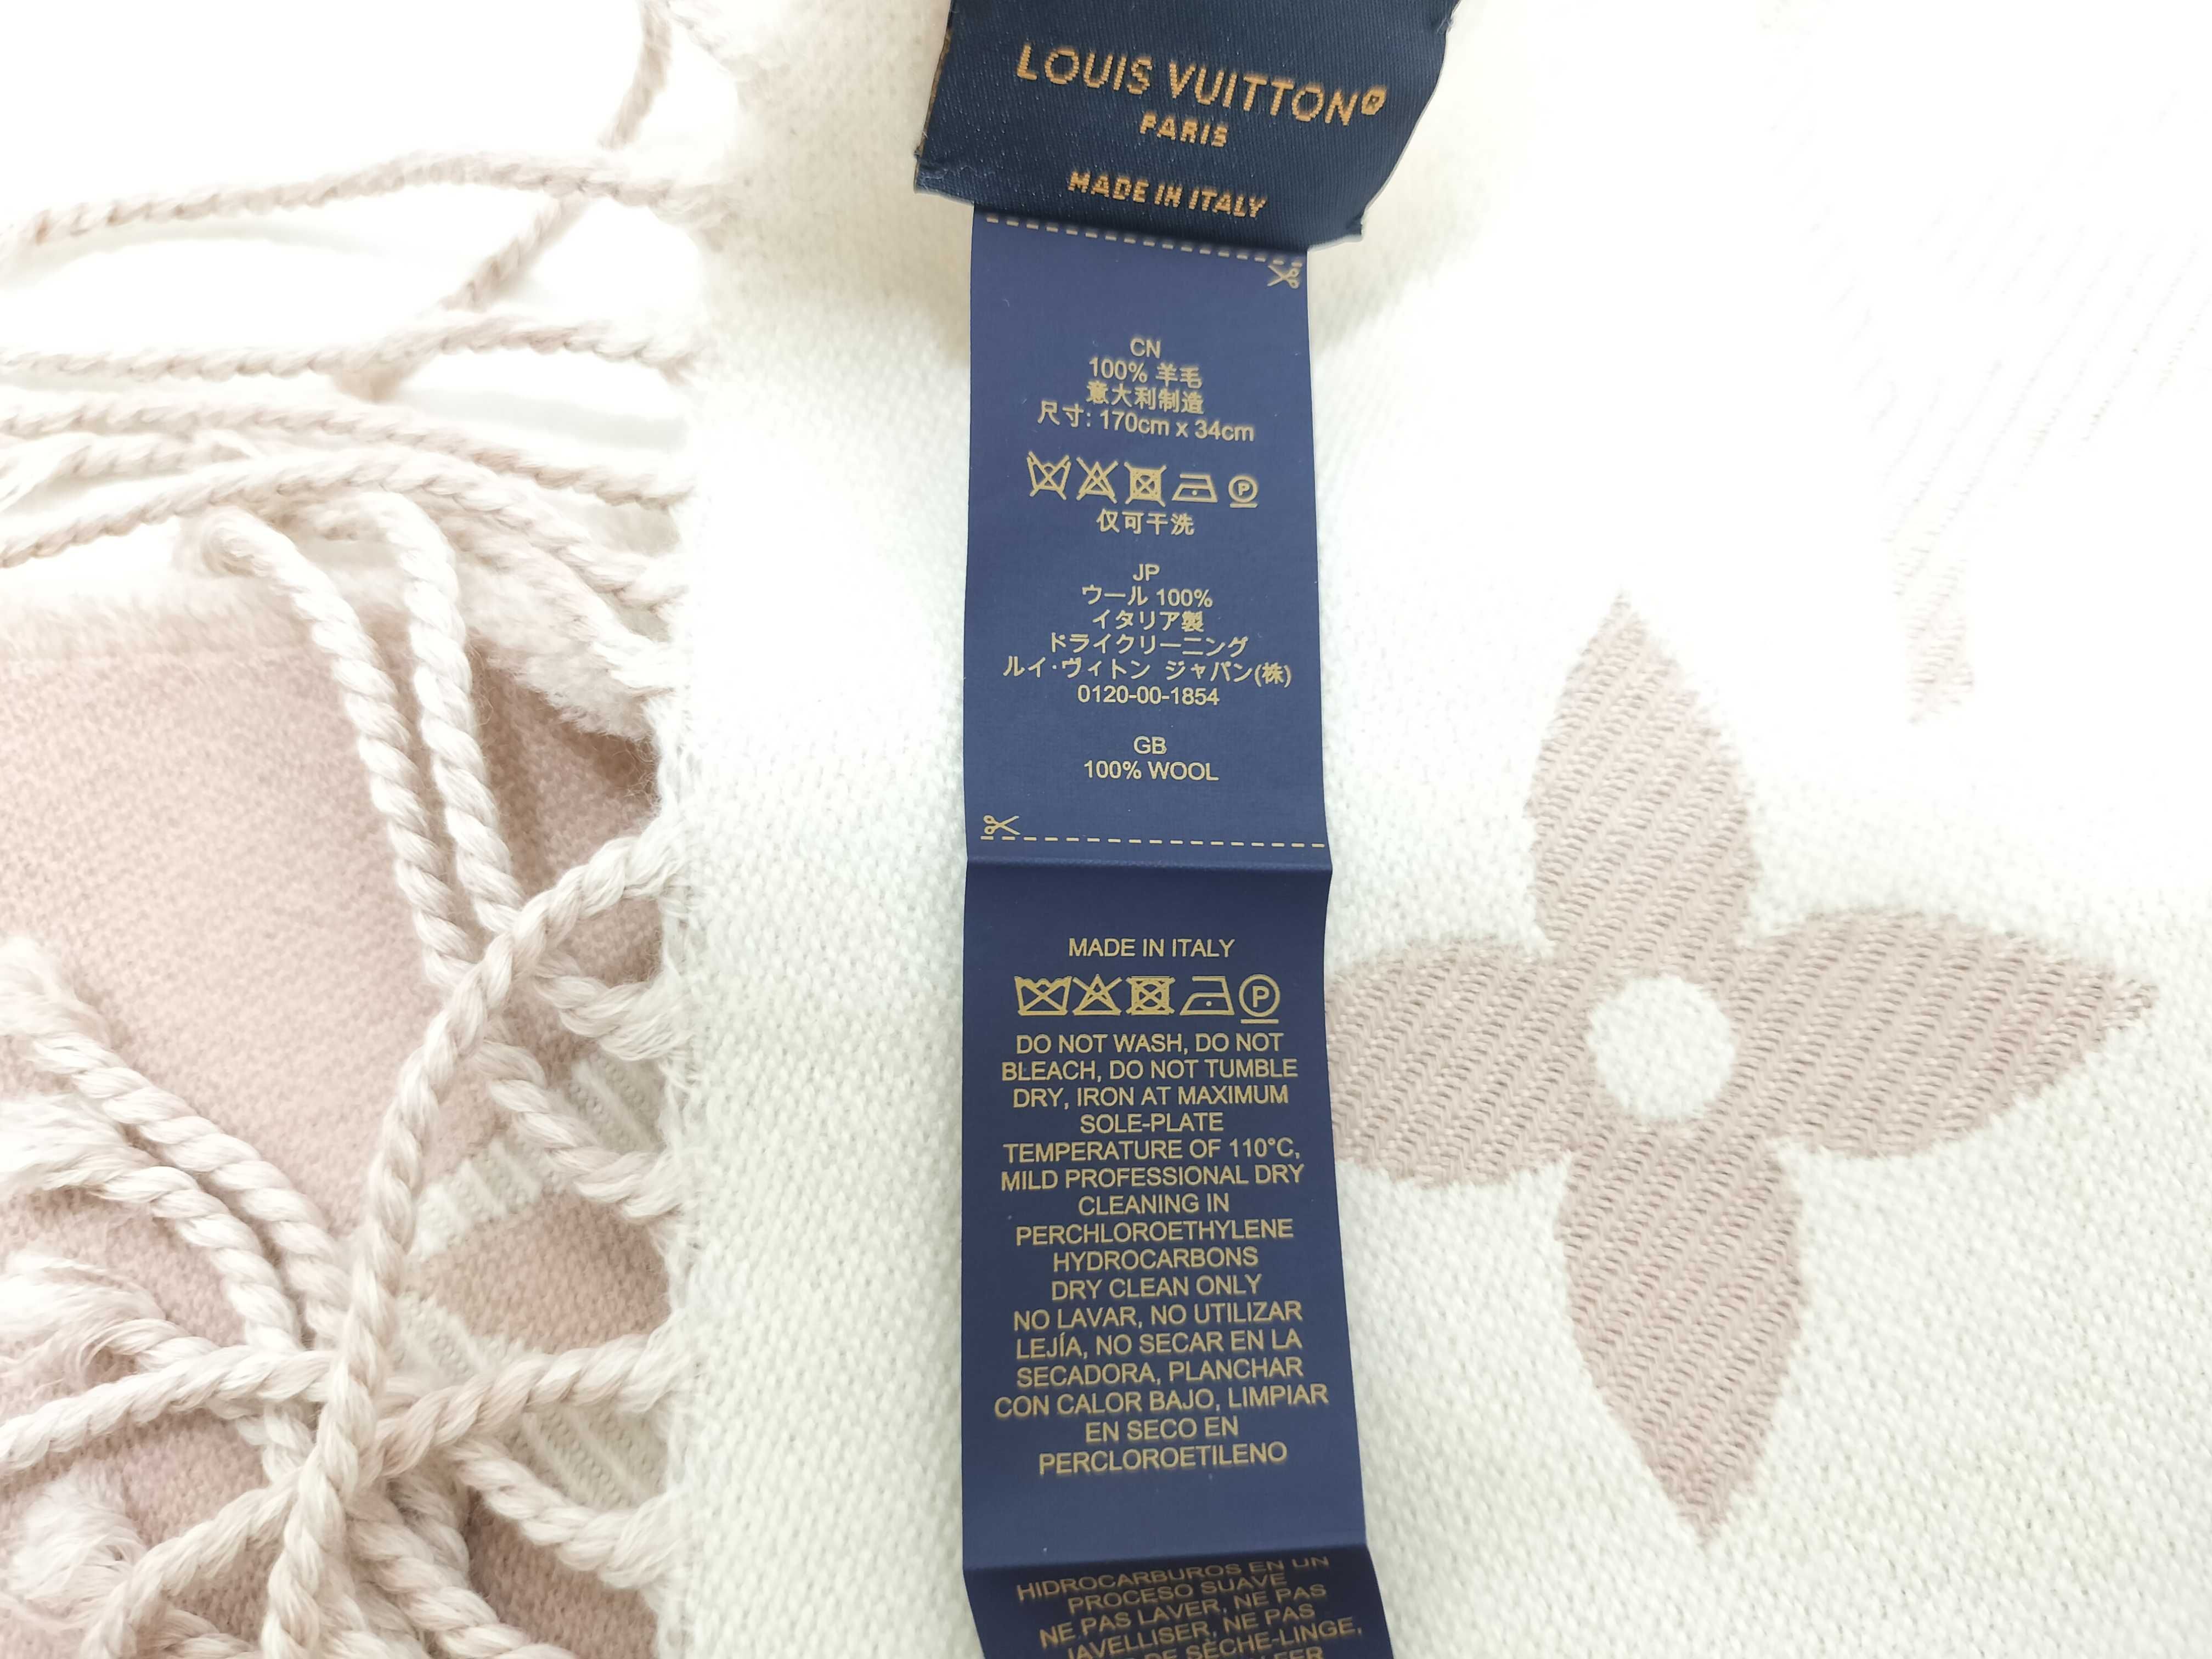 LOUIS VUITTON®
PARIS
MADE IN ITALY
CN
100% 羊毛
意大利制造
尺寸: 170cm x 34cm
P
仅可干洗
JP
ウール 100%
イタリア製
ドライクリーニング
ルイ·ヴィトン ジャパン(株)
0120-00-1854
GB
100% WOOL
MADE IN ITALY
P
DO NOT WASH, DO NOT
BLEACH, DO NOT TUMBLE
DRY, IRON AT MAXIMUM
SOLE-PLATE
TEMPERATURE OF 110°C,
MILD PROFESSIONAL DRY
CLEANING IN
PERCHLOROETHYLENE
HYDROCARBONS
DRY CLEAN ONLY
NO LAVAR, NO UTILIZAR
LEJÍA, NO SECAR EN LA
SECADORA, PLANCHAR
CON CALOR BAJO, LIMPIAR
EN SECO EN
PERCLOROETILENO
HIDROCARBUROS EN UN
PROCESO SUAVE
NE PAS LAVER, NE PAS
JAVELLISER, NE PAS
DE SÈCHE-LINGE,